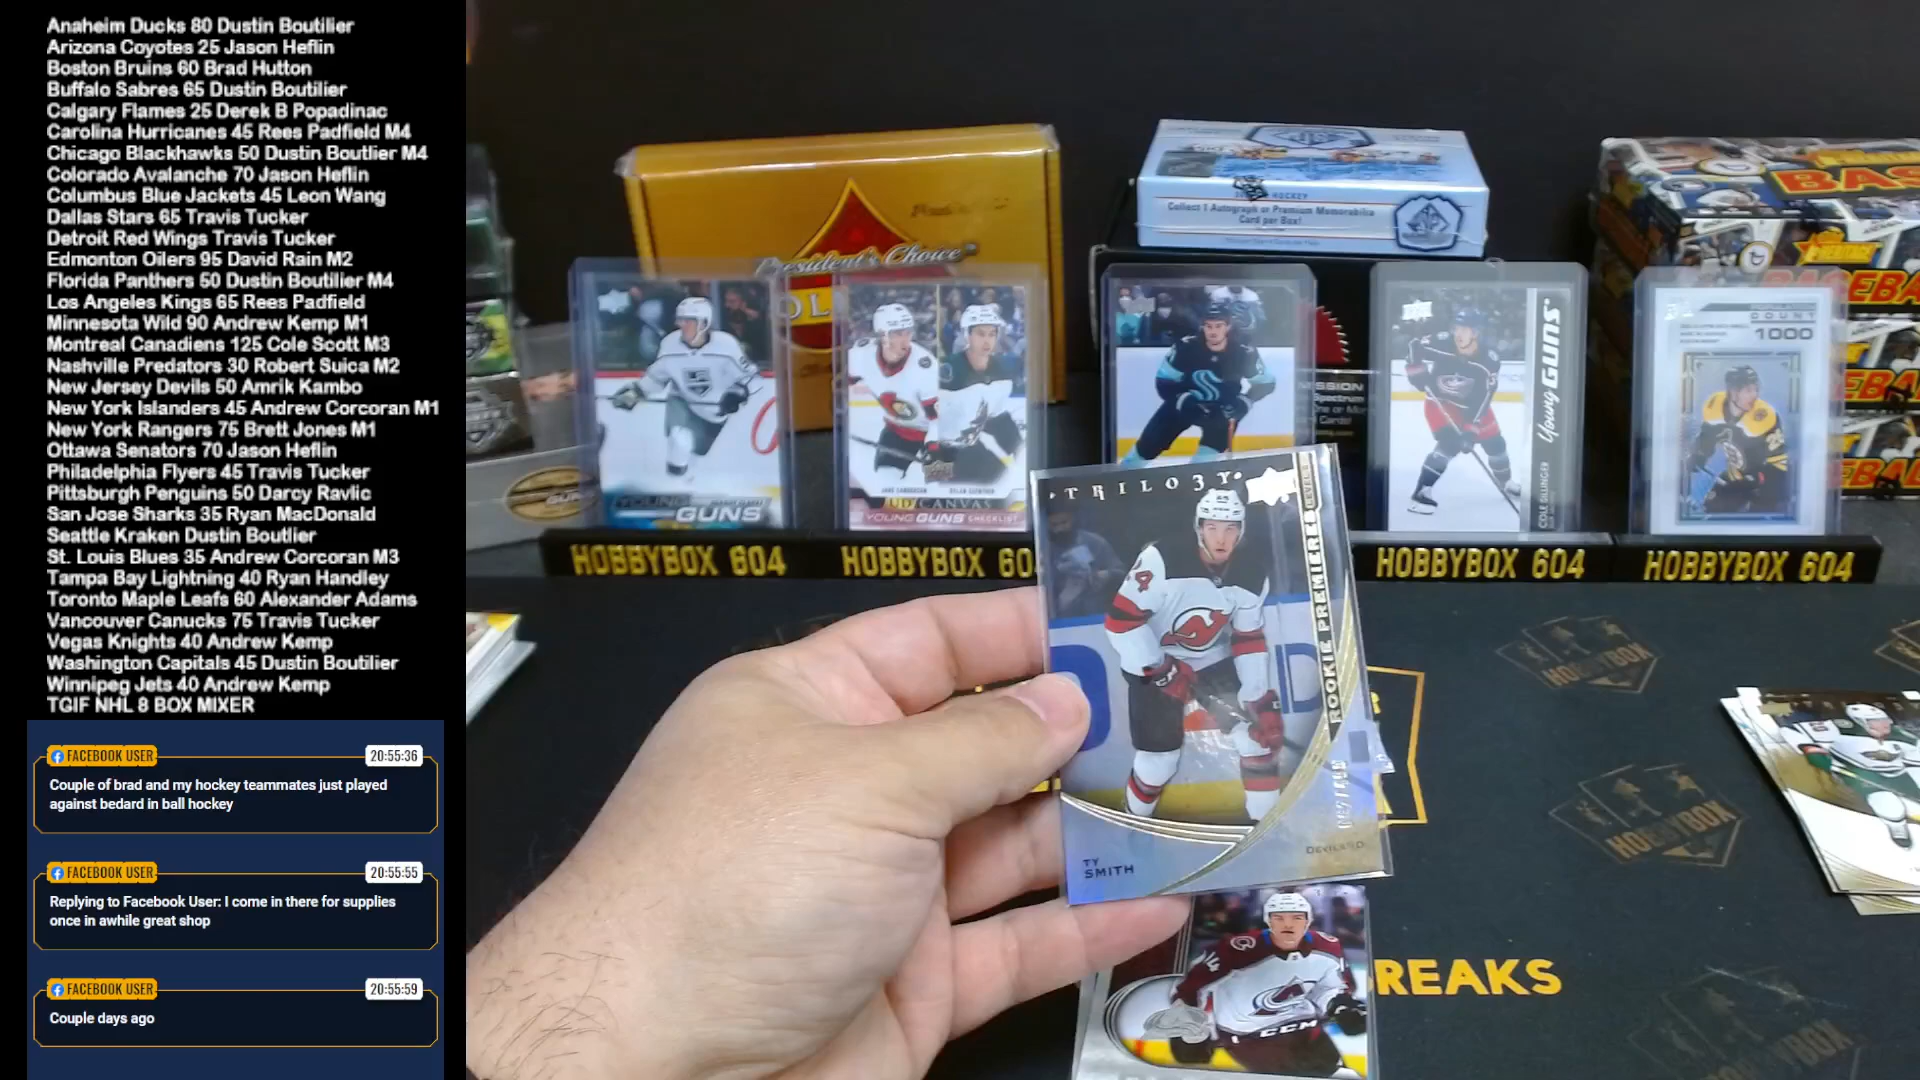 Anaheim Ducks 80 Dustin Boutilier
Arizona Coyotes 25 Jason Heflin
Boston Bruins 60 Brad Hutton
Buffalo Sabres 65 Dustin Boutilier
Calgary Flames 25 Derek B Popadinac
Carolina Hurricanes 45 Rees Padfield M4
Chicago Blackhawks 50 Dustin Boutlier M4
Colorado Avalanche 70 Jason Heflin
Columbus Blue Jackets 45 Leon Wang
Dallas Stars 65 Travis Tucker
Detroit Red Wings Travis Tucker
Edmonton Oilers 95 David Rain M2
Florida Panthers 50 Dustin Boutilier M4
Los Angeles Kings 65 Rees Padfield
Minnesota Wild 90 Andrew Kemp M1
Montreal Canadiens 125 Cole Scott M3
Nashville Predators 30 Robert Suica M2
New Jersey Devils 50 Amrik Kambo
New York Islanders 45 Andrew Corcoran M1
New York Rangers 75 Brett Jones M1
Ottawa Senators 70 Jason Heflin
Philadelphia Flyers 45 Travis Tucker
Pittsburgh Penguins 50 Darcy Ravlic
San Jose Sharks 35 Ryan MacDonald
Seattle Kraken Dustin Boutlier
St. Louis Blues 35 Andrew Corcoran M3
Tampa Bay Lightning 40 Ryan Handley
Toronto Maple Leafs 60 Alexander Adams
Vancouver Canucks 75 Travis Tucker
Vegas Knights 40 Andrew Kemp
Washington Capitals 45 Dustin Boutilier
Winnipeg Jets 40 Andrew Kemp
TGIF NHL 8 BOX MIXER
FACEBOOK USER 20:55:36
Couple of brad and my hockey teammates just played
against bedard in ball hockey
FACEBOOK USER 20:55:55
Replying to Facebook User: I come in there for supplies
once in awhile great shop
FACEBOOK USER 20:55:59
Couple days ago
President's Choice
HOCKEY
Collect 1 Autograph or Premium Memorabilia
Card per Box!
YOUNG
GUNS
UD CANVAS
YOUNG GUNS CHECKLIST
COLE SILLINGER
Young GUNS
COUNT
1000
HOBBYBOX 604
HOBBYBOX 60
HOBBYBOX 604
HOBBYBOX 604
TRILO3Y
ROOKIE PREMIERES
TY
SMITH
DEVILS
HOBBYBOX
HOBBYBOX
REAKS
CCM